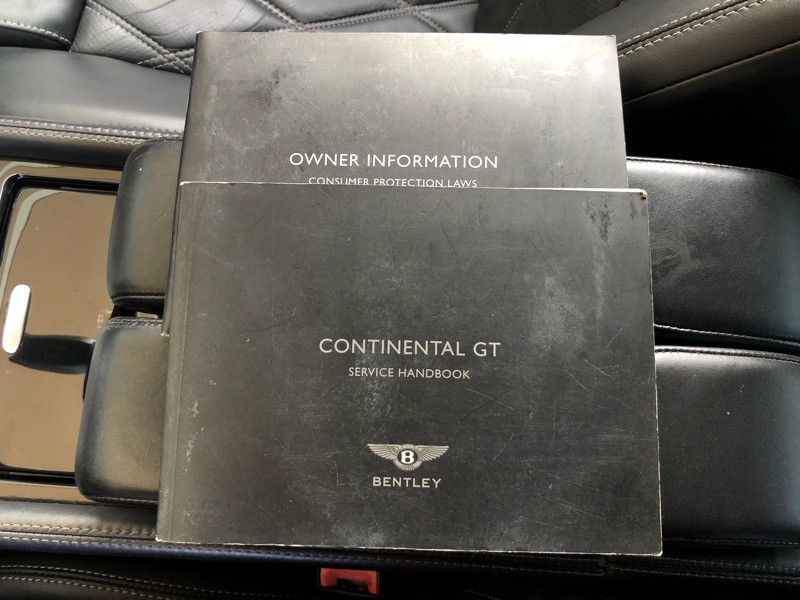 OWNER INFORMATION
CONSUMER PROTECTION LAWS
CONTINENTAL GT
SERVICE HANDBOOK
B
BENTLEY